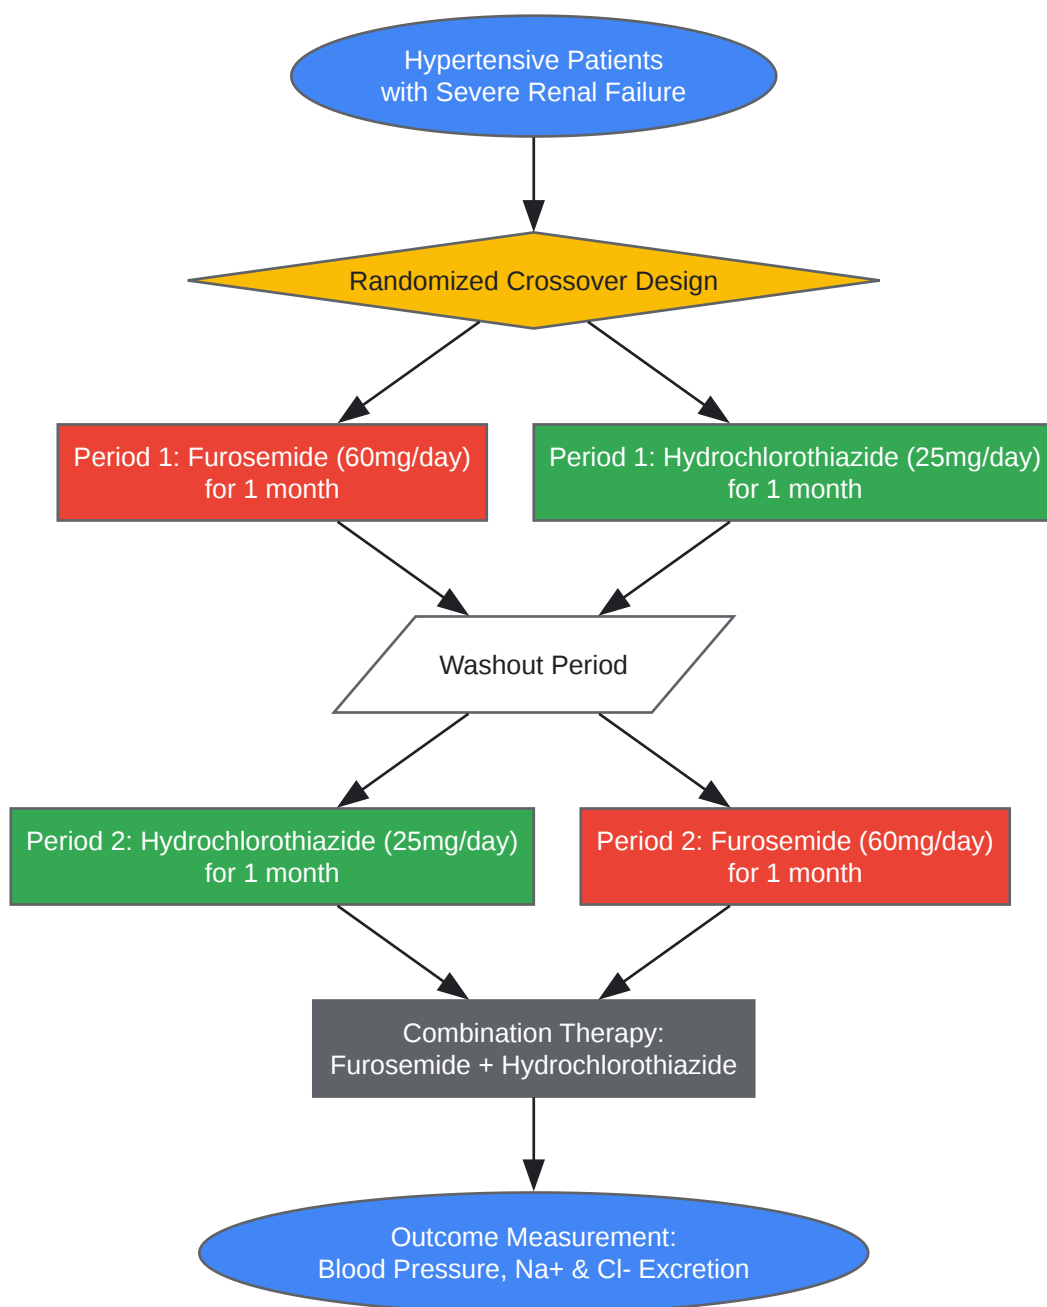 Hypertensive Patients
with Severe Renal Failure
Randomized Crossover Design
Period 1: Furosemide (60mg/day)
for 1 month
Period 1: Hydrochlorothiazide (25mg/day)
for 1 month
Washout Period
Period 2: Hydrochlorothiazide (25mg/day)
for 1 month
Period 2: Furosemide (60mg/day)
for 1 month
Combination Therapy:
Furosemide + Hydrochlorothiazide
Outcome Measurement:
Blood Pressure, Na+ & Cl- Excretion